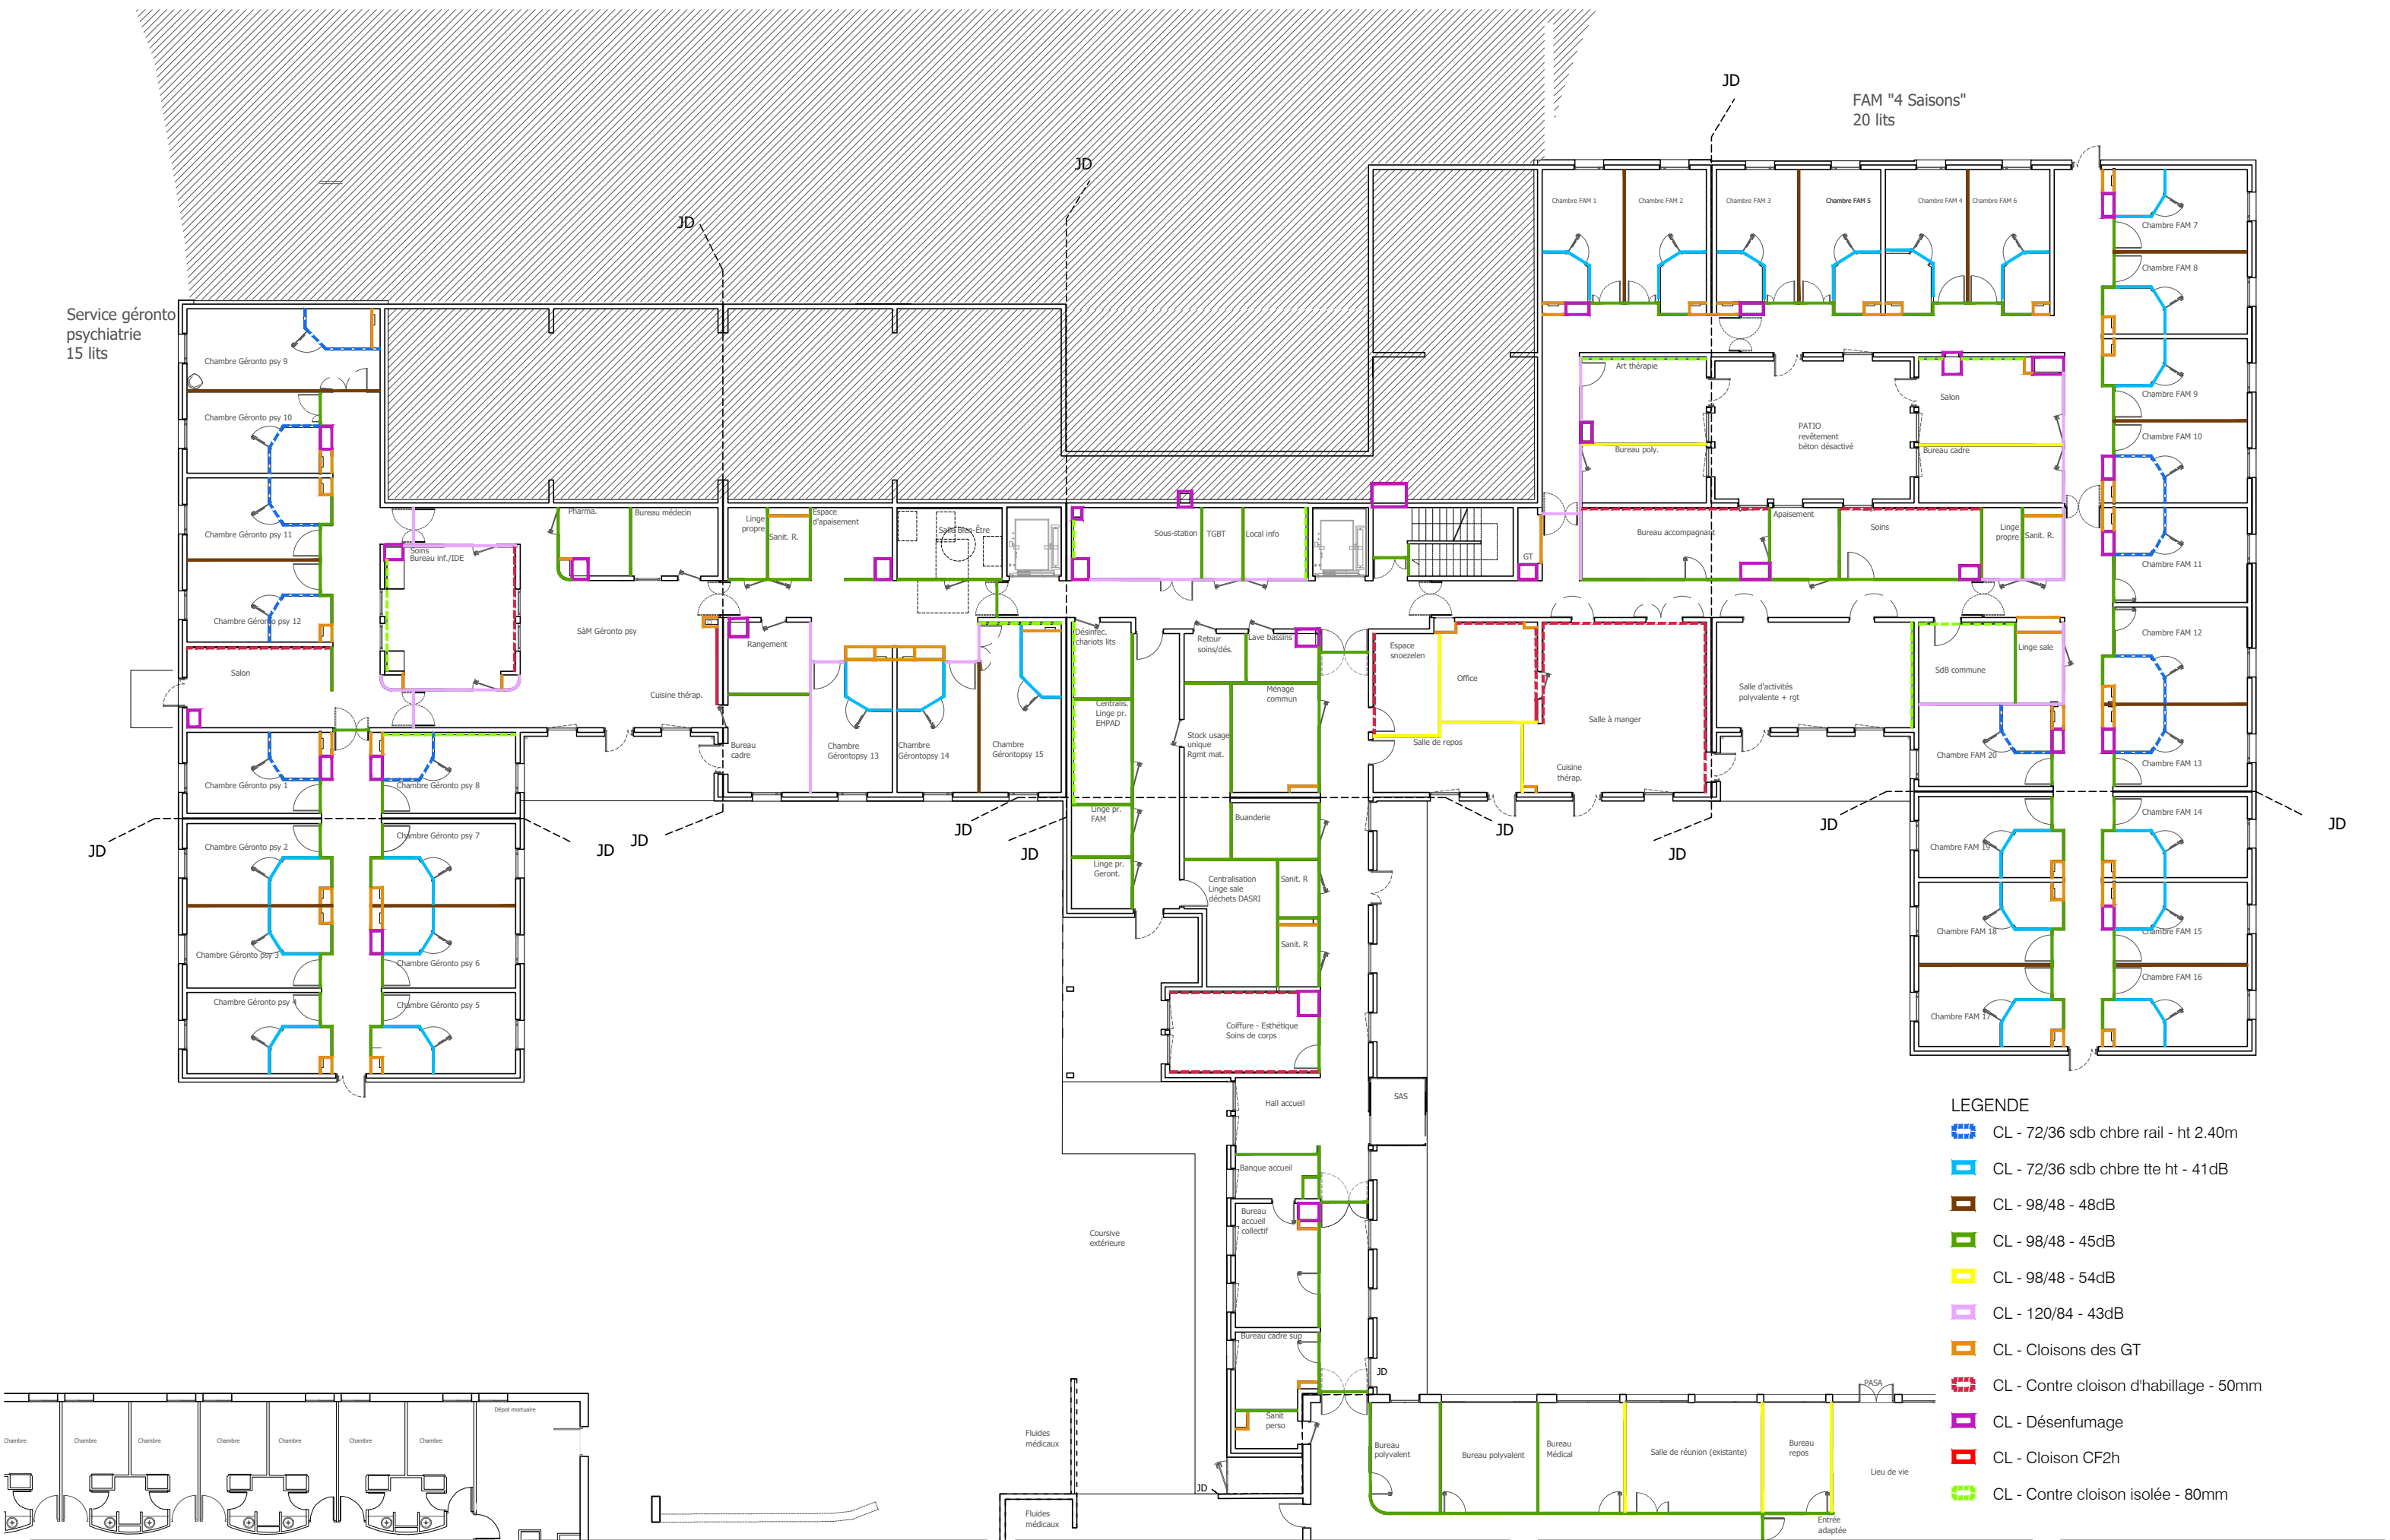 JD
FAM "4 Saisons"
20 lits
JD
JD
Chambre FAM 1
Chambre FAM 2
Chambre FAM 3
Chambre FAM 5
Chambre FAM 4
Chambre FAM 6
Chambre FAM 7
Chambre FAM 8
Service géronto
psychiatrie
15 lits
Chambre Géronto psy 9
Art thérapie
Chambre FAM 9
Salon
Chambre Géronto psy 10
PATIO
revêtement
béton désactivé
Chambre FAM 10
Bureau poly.
Bureau cadre
Pharma.
Bureau médecin
Linge
propre
Espace
d'apaisement
Sanit. R.
Salle Bien-Être
Sous-station
TGBT
Local info
GT
Bureau accompagnant
Apaisement
Soins
Linge
propre
Sanit. R.
Chambre Géronto psy 11
Soins
Bureau inf./IDE
Chambre FAM 11
Chambre Géronto psy 12
SàM Géronto psy
Rangement
Désinfec.
chariots lits
Retour
soins/dés.
Lave bassins
Espace
snoezelen
Office
Chambre FAM 12
Linge sale
SdB commune
Salon
Cuisine thérap.
Salle d'activités
polyvalente + rgt
Ménage
commun
Centralis.
Linge pr.
EHPAD
Salle à manger
Stock usage
unique
Rgmt mat.
Salle de repos
Bureau
cadre
Chambre
Gérontopsy 13
Chambre
Gérontopsy 14
Chambre
Gérontopsy 15
Cuisine
thérap.
Chambre FAM 20
Chambre FAM 13
Chambre Géronto psy 1
Chambre Géronto psy 8
Linge pr.
FAM
Buanderie
Chambre FAM 14
JD
JD
JD
JD
JD
JD
JD
JD
JD
Chambre Géronto psy 2
Chambre Géronto psy 7
Chambre FAM 19
Linge pr.
Geront.
Centralisation
Linge sale
déchets DASRI
Sanit. R
Chambre FAM 18
Chambre FAM 15
Sanit. R
Chambre Géronto psy 3
Chambre Géronto psy 6
Chambre FAM 16
Chambre Géronto psy 4
Chambre Géronto psy 5
Chambre FAM 17
Coiffure - Esthétique
Soins de corps
Hall accueil
SAS
Banque accueil
Bureau
accueil
collectif
Coursive
extérieure
Bureau cadre sup
JD
PASA
Sanit
perso
Fluides
médicaux
Bureau
polyvalent
Bureau polyvalent
Bureau
Médical
Salle de réunion (existante)
Bureau
repos
Lieu de vie
JD
Fluides
médicaux
Entrée
adaptée
Chambre
Chambre
Chambre
Chambre
Chambre
Chambre
Chambre
Dépot mortuaire
LEGENDE
CL - 72/36 sdb chbre rail - ht 2.40m
CL - 72/36 sdb chbre tte ht - 41dB
CL - 98/48 - 48dB
CL - 98/48 - 45dB
CL - 98/48 - 54dB
CL - 120/84 - 43dB
CL - Cloisons des GT
CL - Contre cloison d'habillage - 50mm
CL - Désenfumage
CL - Cloison CF2h
CL - Contre cloison isolée - 80mm